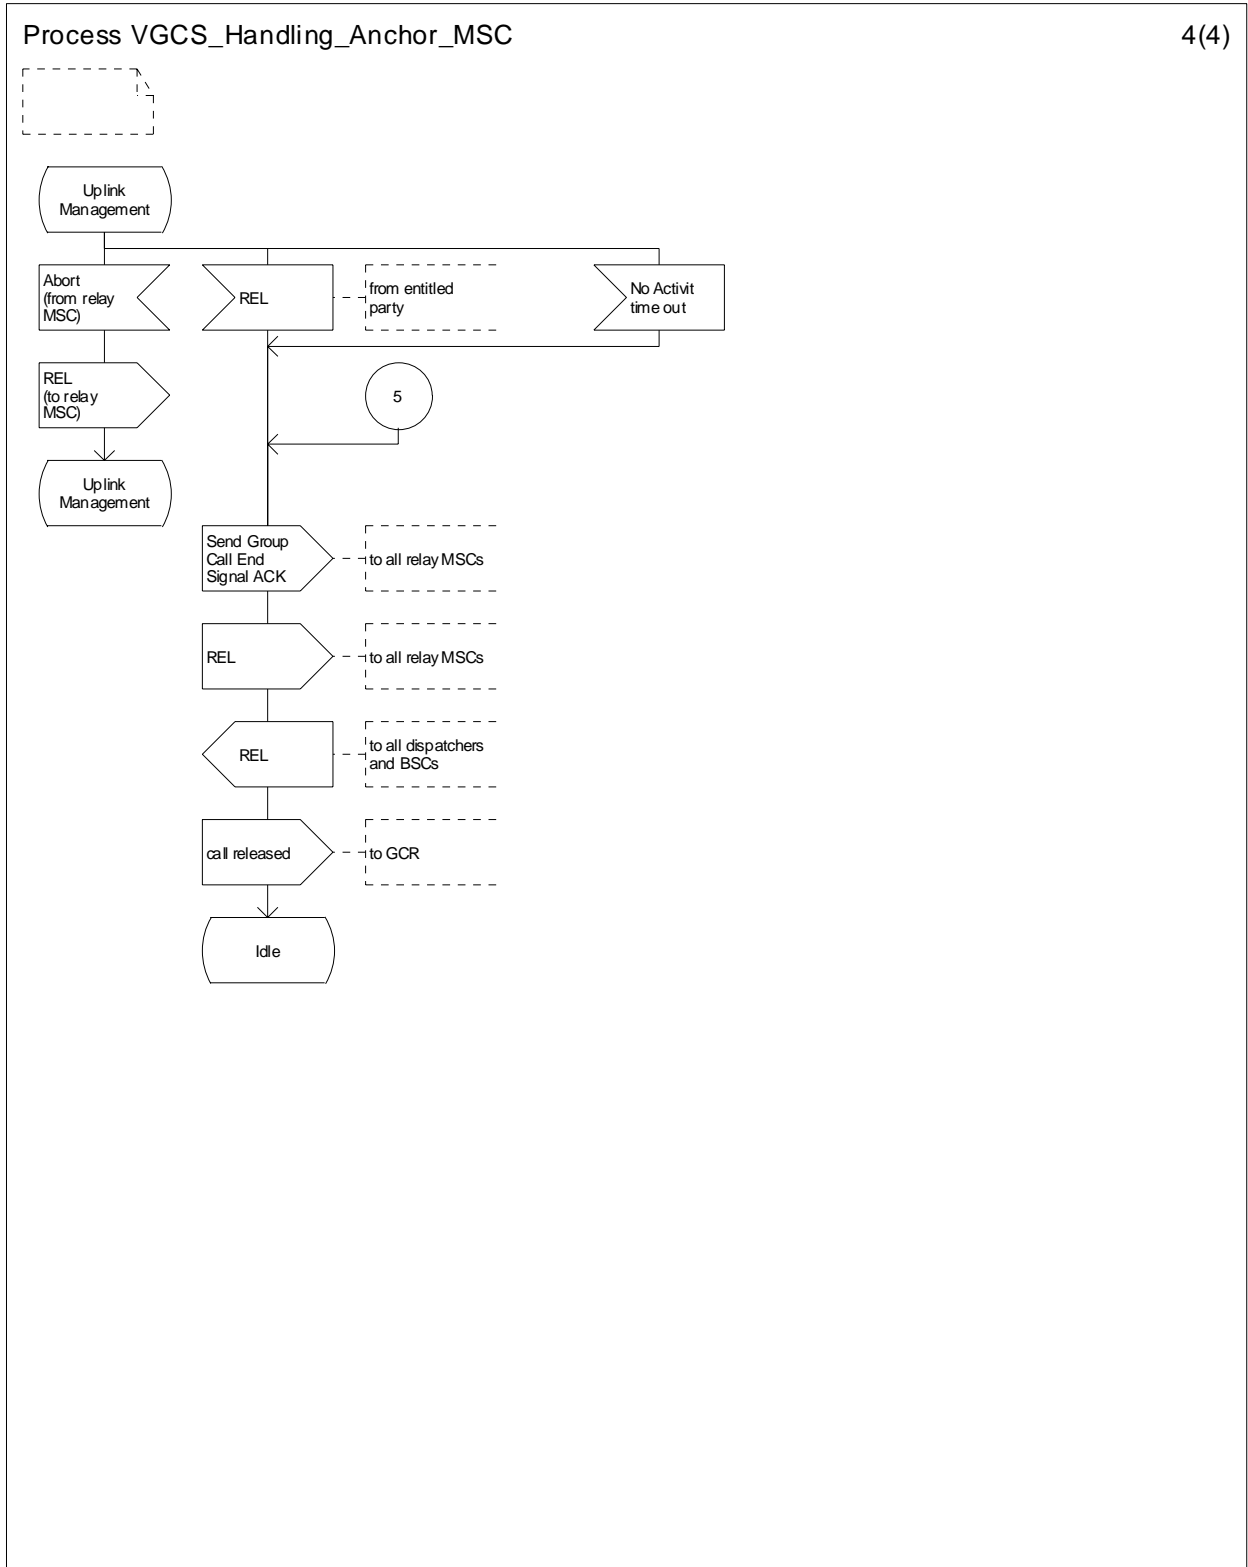 Process VGCS_Handling_Anchor_MSC
4(4)
Uplink
Management
Abort
(from relay
MSC)
REL
from entitled
party
No Activit
time out
REL
(to relay
MSC)
5
Uplink
Management
Send Group
Call End
Signal ACK
to all relay MSCs
REL
to all relay MSCs
REL
to all dispatchers
and BSCs
call released
to GCR
Idle